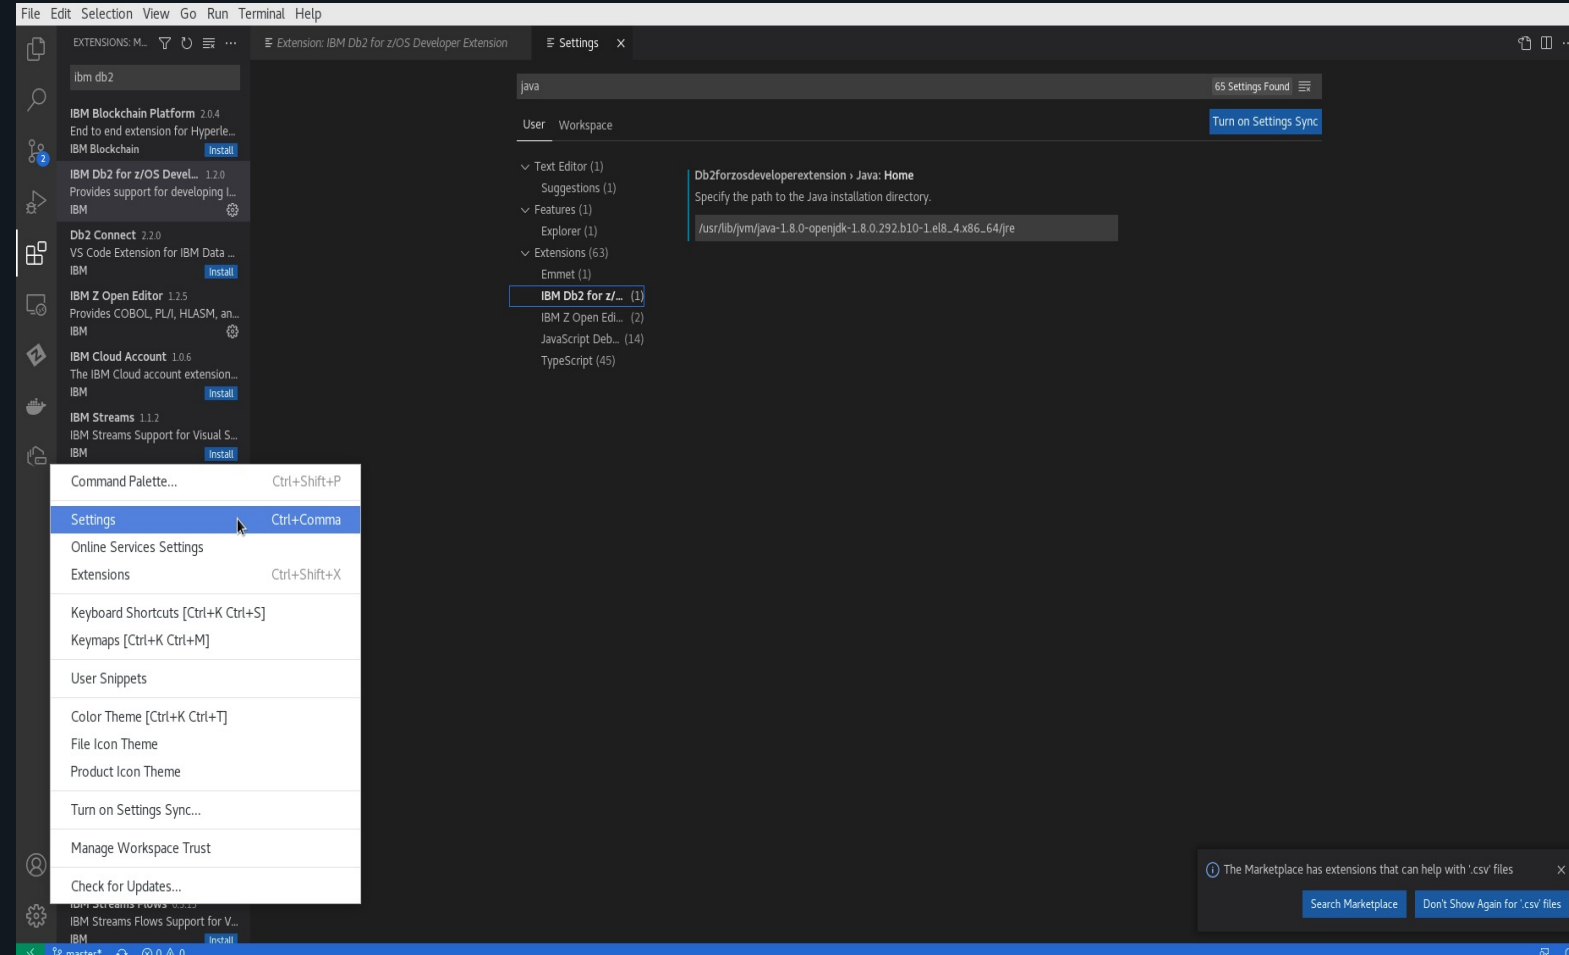 File Edit Selection View Go Run Terminal Help
EXTENSIONS: M...
Extension: IBM Db2 for z/OS Developer Extension
Settings
ibm db2
IBM Blockchain Platform 2.0.4
End to end extension for Hyperle...
IBM Blockchain Install
IBM Db2 for z/OS Devel... 1.2.0
Provides support for developing I...
IBM
Db2 Connect 2.2.0
VS Code Extension for IBM Data ...
IBM Install
IBM Z Open Editor 1.2.5
Provides COBOL, PL/I, HLASM, an...
IBM
IBM Cloud Account 1.0.6
The IBM Cloud account extension...
IBM Install
IBM Streams 1.1.2
IBM Streams Support for Visual S...
IBM Install
2
Command Palette... Ctrl+Shift+P
Settings Ctrl+Comma
Online Services Settings
Extensions Ctrl+Shift+X
Keyboard Shortcuts [Ctrl+K Ctrl+S]
Keymaps [Ctrl+K Ctrl+M]
User Snippets
Color Theme [Ctrl+K Ctrl+T]
File Icon Theme
Product Icon Theme
Turn on Settings Sync...
Manage Workspace Trust
Check for Updates...
IBM Streams Flows
IBM Streams Flows Support for V...
IBM Install
java
65 Settings Found
User Workspace
Turn on Settings Sync
Text Editor (1)
Suggestions (1)
Features (1)
Explorer (1)
Extensions (63)
Emmet (1)
IBM Db2 for z/... (1)
IBM Z Open Edi... (2)
JavaScript Deb... (14)
TypeScript (45)
Db2forzosdeveloperextension › Java: Home
Specify the path to the Java installation directory.
/usr/lib/jvm/java-1.8.0-openjdk-1.8.0.292.b10-1.el8_4.x86_64/jre
The Marketplace has extensions that can help with '.csv' files
Search Marketplace
Don't Show Again for '.csv' files
master* 0 0